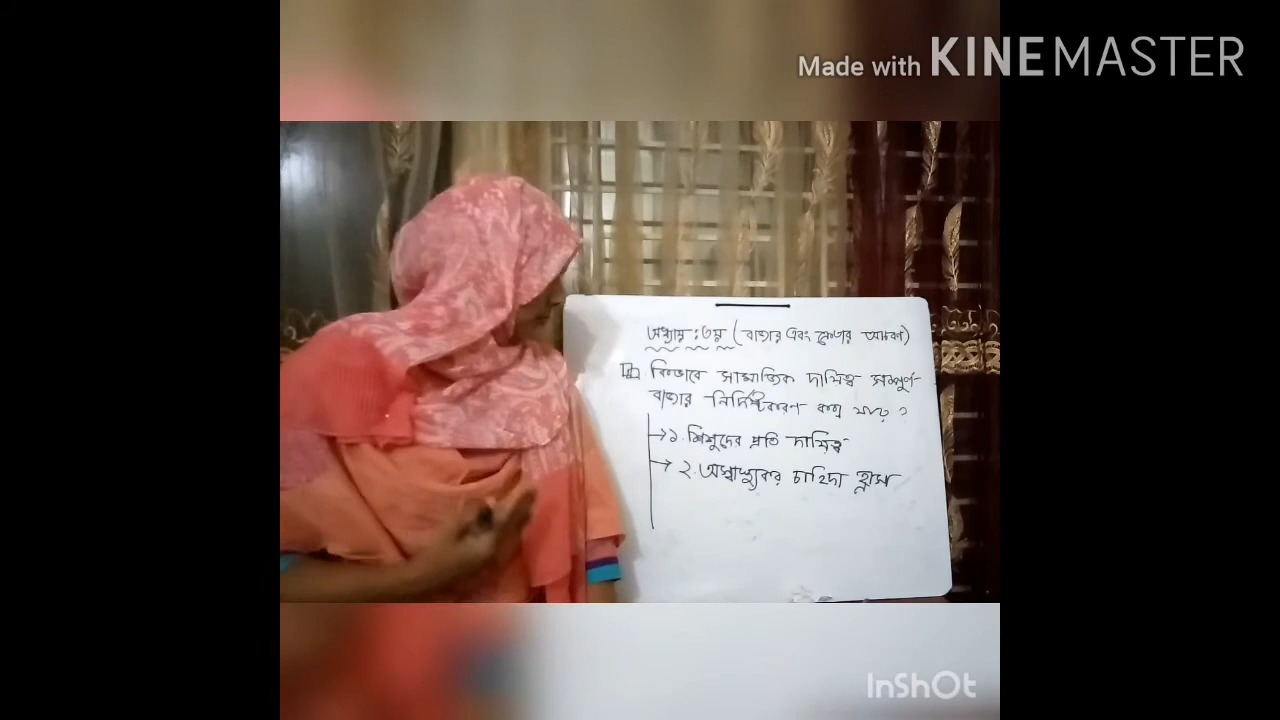 Made with KINEMASTER
অধ্যায় : ৩য় (বাজার এবং ক্রেতার আচরণ)
কিভাবে সামাজিক দায়িত্ব সম্পূর্ণ
বাজার নির্দিষ্টকরণ করা যায় ?
১. শিশুদের প্রতি দায়িত্ব
২. অস্বাস্থ্যকর চাহিদা হ্রাস
InShOt